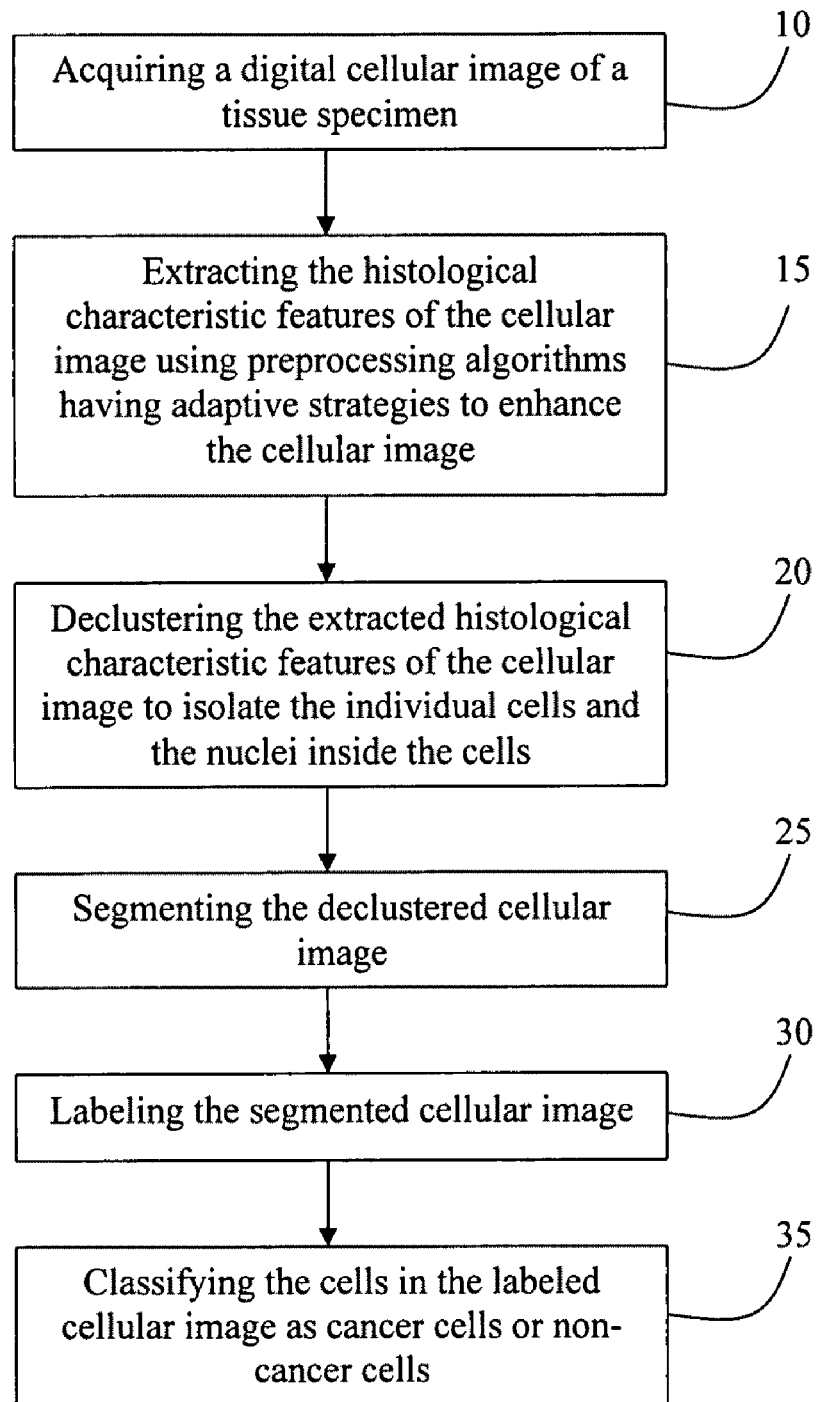 10
Acquiring a digital cellular image of a
tissue specimen
15
Extracting the histological
characteristic features of the cellular
image using preprocessing algorithms
having adaptive strategies to enhance
the cellular image
20
Declustering the extracted histological
characteristic features of the cellular
image to isolate the individual cells and
the nuclei inside the cells
25
Segmenting the declustered cellular
image
30
Labeling the segmented cellular image
35
Classifying the cells in the labeled
cellular image as cancer cells or non-
cancer cells